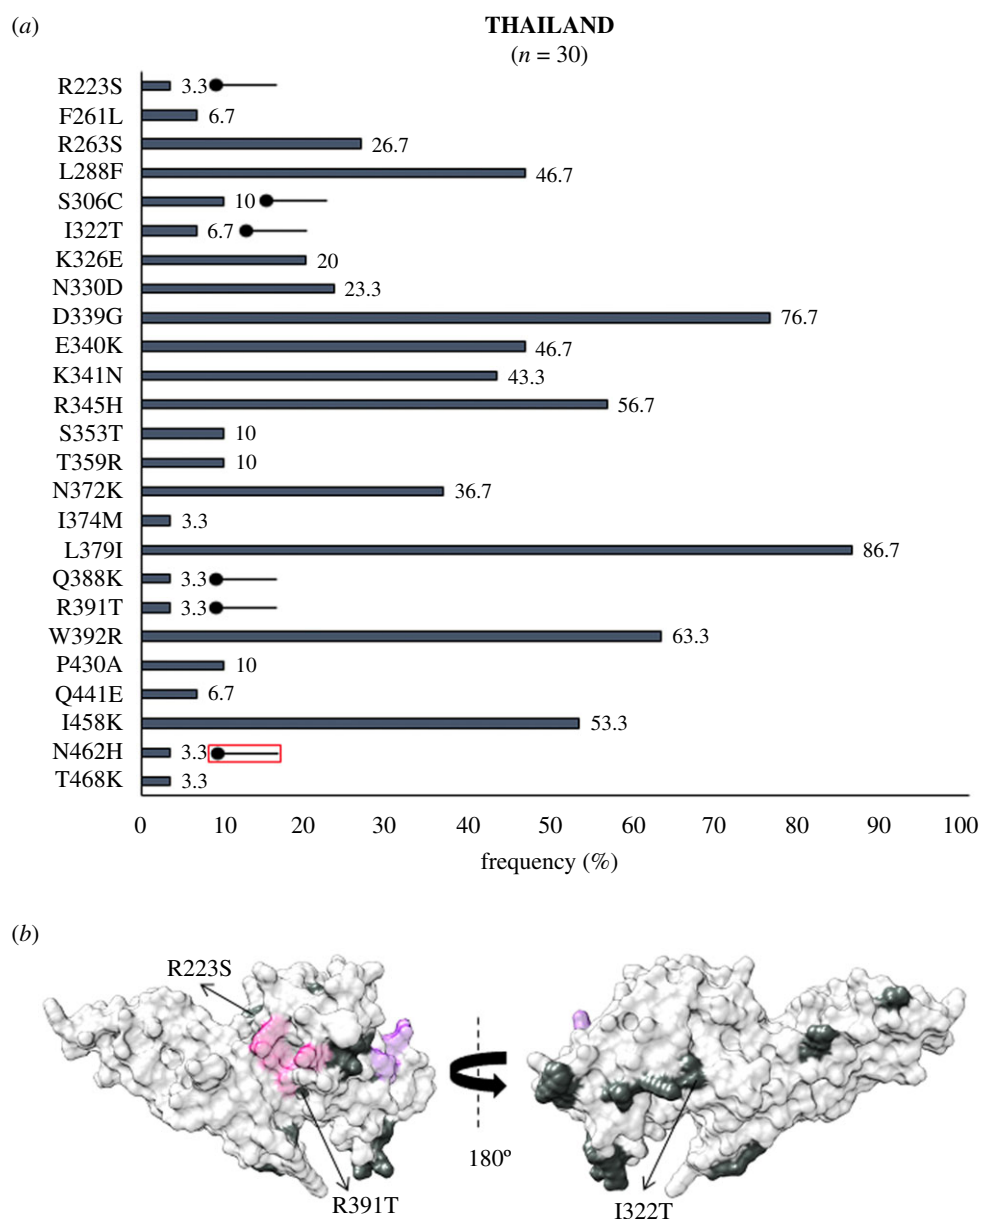 (a)
THAILAND
(n = 30)
R223S 3.3
F261L 6.7
R263S 26.7
L288F 46.7
S306C 10
I322T 6.7
K326E 20
N330D 23.3
D339G 76.7
E340K 46.7
K341N 43.3
R345H 56.7
S353T 10
T359R 10
N372K 36.7
I374M 3.3
L379I 86.7
Q388K 3.3
R391T 3.3
W392R 63.3
P430A 10
Q441E 6.7
I458K 53.3
N462H 3.3
T468K 3.3
0 10 20 30 40 50 60 70 80 90 100
frequency (%)
(b)
R223S
180º
R391T
I322T